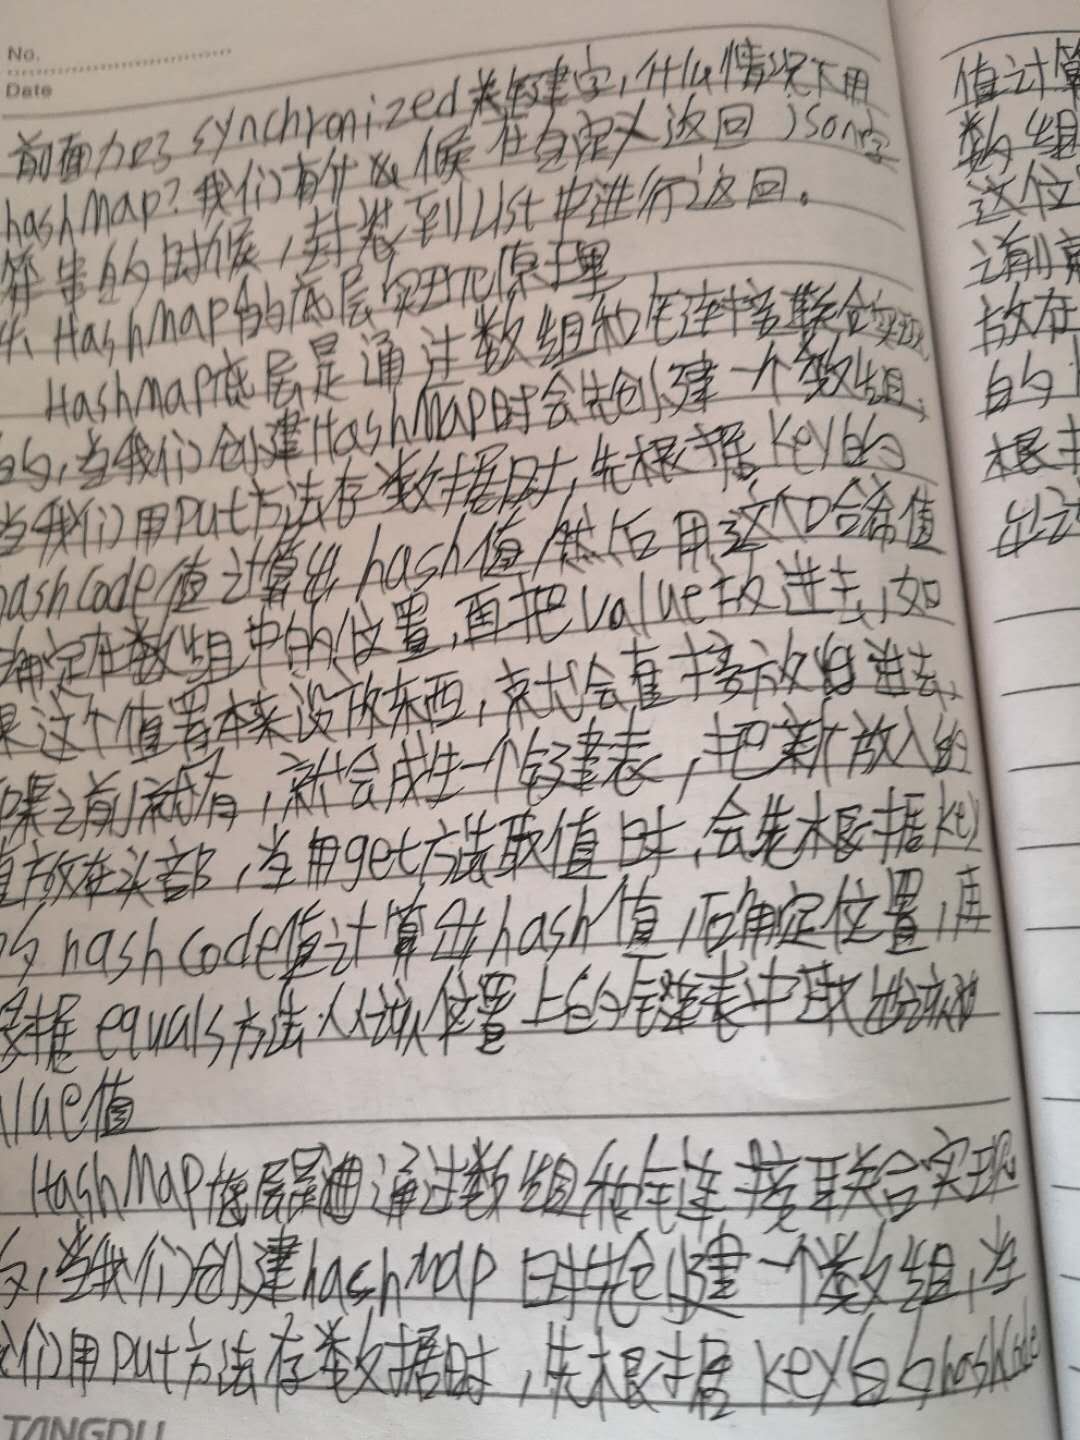 No.
Date
前面加了synchronized关键字,什么情况下用
hashMap?我们有什么候在自定义返回json字
符串的时候,封装到List中进行返回。
HashMap的底层实现原理
HashMap底层是通过数组和链接联合实现
的,当我们创建HashMap时会先创建一个数组,
当我们用put方法存数据时,先根据key的
hashCode值计算出hash值,然后用这个哈希值
确定在数组中的位置,再把value放进去,如
果这个位置本来没放东西,就会直接放进去,
如果之前就有,就会成生一个链表,把新放入的
值放在头部,当用get方法取值时,会先根据key
的hashCode值计算出hash值,后确定位置,再
根据equals方法从该位置上的链表中取出该
value值
HashMap底层是通过数组和链接联合实现
的,当我们创建hashMap时先创建一个数组,当
我们用put方法存数据时,先根据key的hashCode
TANGDU
值计算
数组
这位
之前就
放在
的
根据
出该